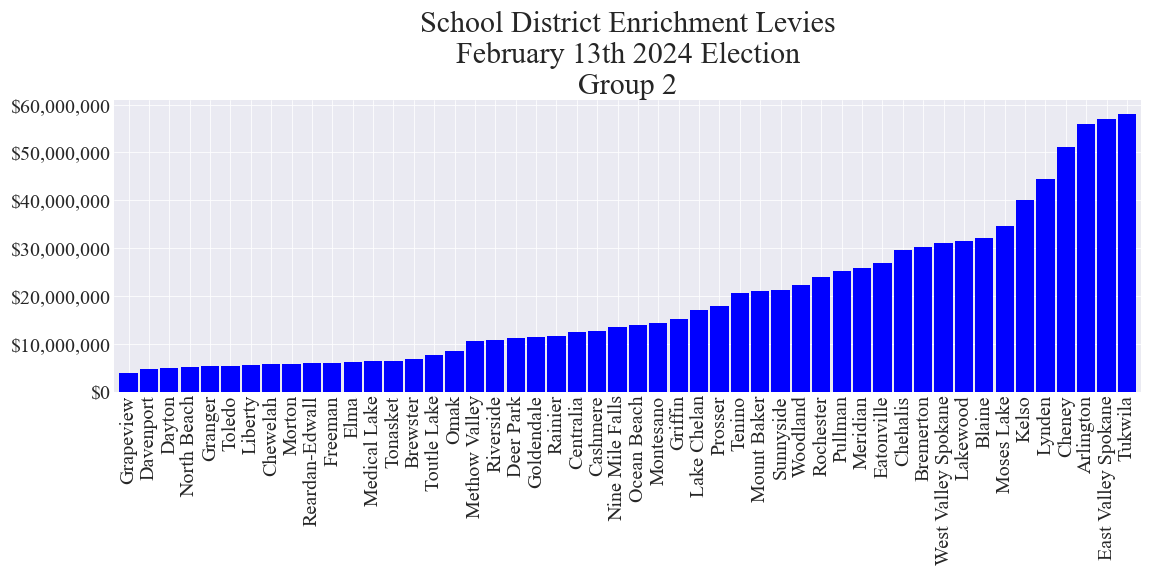 School District Enrichment Levies
February 13th 2024 Election
Group 2
$60,000,000
$50,000,000
$40,000,000
$30,000,000
$20,000,000
$10,000,000
$0
Grapeview
Davenport
Dayton
North Beach
Granger
Toledo
Liberty
Chewelah
Morton
Reardan-Edwall
Freeman
Elma
Medical Lake
Tonasket
Brewster
Toutle Lake
Omak
Methow Valley
Riverside
Deer Park
Goldendale
Rainier
Centralia
Cashmere
Nine Mile Falls
Ocean Beach
Montesano
Griffin
Lake Chelan
Prosser
Tenino
Mount Baker
Sunnyside
Woodland
Rochester
Pullman
Meridian
Eatonville
Chehalis
Bremerton
West Valley Spokane
Lakewood
Blaine
Moses Lake
Kelso
Lynden
Cheney
Arlington
East Valley Spokane
Tukwila